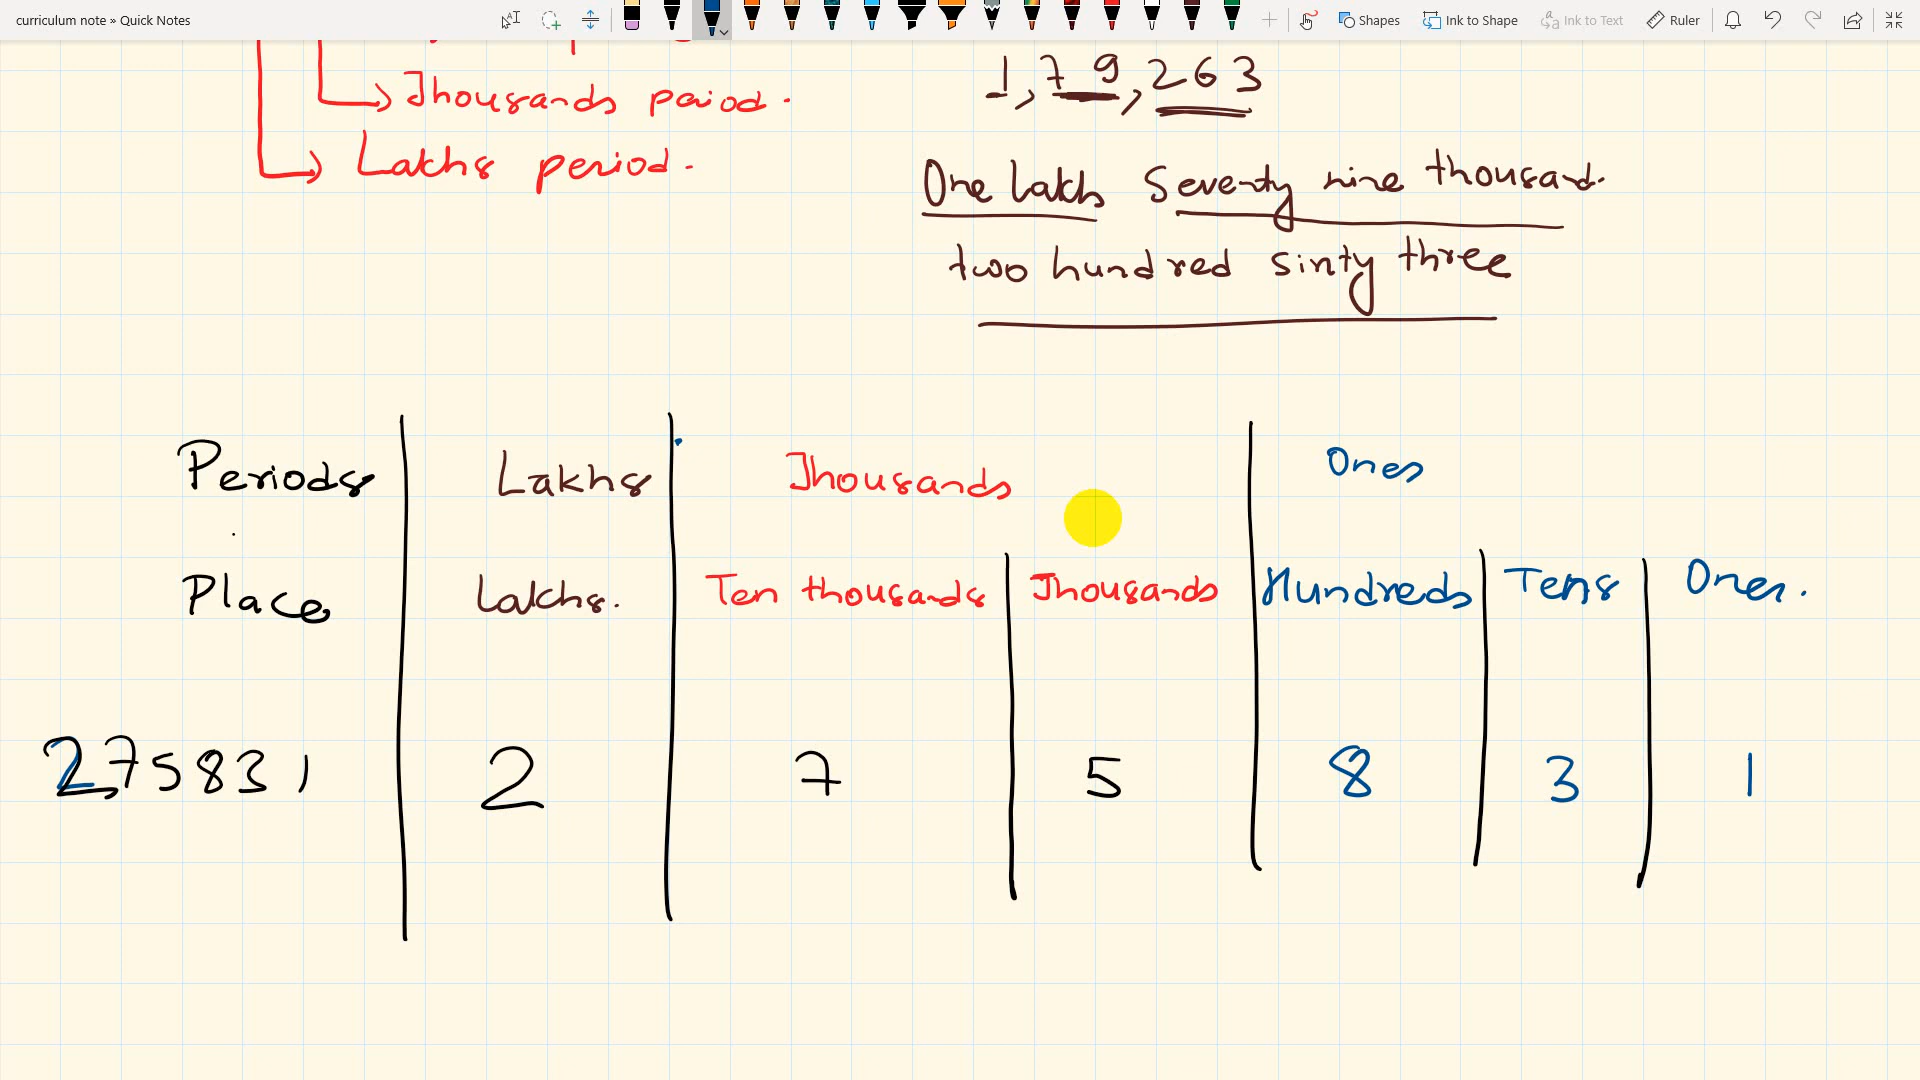 curriculum note » Quick Notes
Shapes Ink to Shape Ink to Text Ruler
Thousands paiod.
Lakhs period.
1,79,263
One lakh Seventy nine thousand.
two hundred sinty three
Periods Lakhs Thousands Ones
Place Lakhs. Ten thousands Thousands Hundreds Tens Ones.
275831 2 7 5 8 3 1